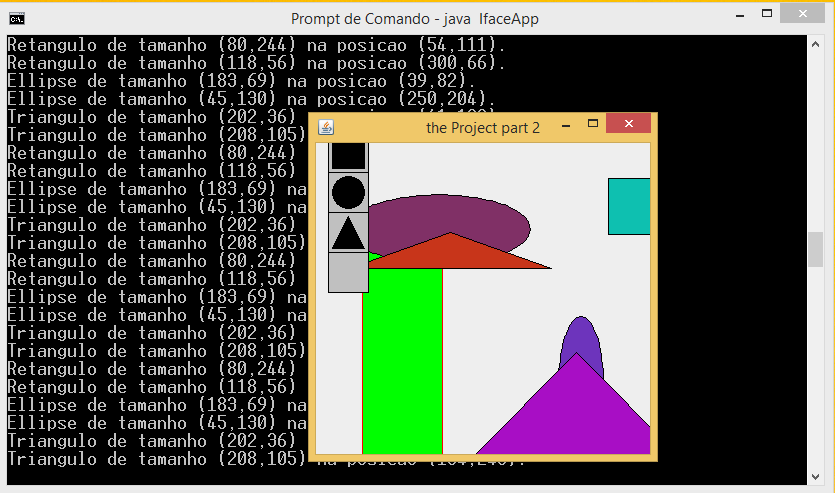 Prompt de Comando - java IfaceApp
Retangulo de tamanho (80,244) na posicao (54,111).
Retangulo de tamanho (118,56) na posicao (300,66).
Ellipse de tamanho (183,69) na posicao (39,82).
Ellipse de tamanho (45,130) na posicao (250,204).
Triangulo de tamanho (202,36)
the Project part 2
Triangulo de tamanho (208,105)
Retangulo de tamanho (80,244)
Retangulo de tamanho (118,56)
Ellipse de tamanho (183,69) na
Ellipse de tamanho (45,130) na
Triangulo de tamanho (202,36)
Triangulo de tamanho (208,105)
Retangulo de tamanho (80,244)
Retangulo de tamanho (118,56)
Ellipse de tamanho (183,69) na
Ellipse de tamanho (45,130) na
Triangulo de tamanho (202,36)
Triangulo de tamanho (208,105)
Retangulo de tamanho (80,244)
Retangulo de tamanho (118,56)
Ellipse de tamanho (183,69) na
Ellipse de tamanho (45,130) na
Triangulo de tamanho (202,36)
Triangulo de tamanho (208,105) na posicao